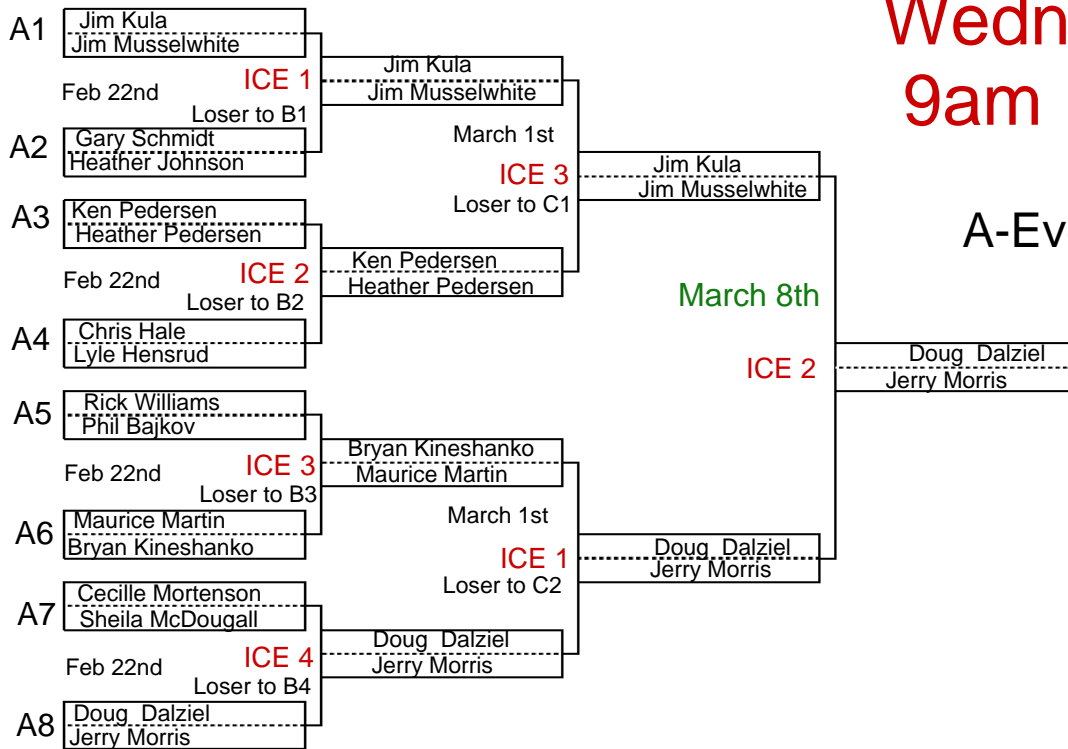 Wedn
9am
A-Ev
A1
Jim Kula
Jim Musselwhite
Feb 22nd
ICE 1
Loser to B1
A2
Gary Schmidt
Heather Johnson
A3
Ken Pedersen
Heather Pedersen
Feb 22nd
ICE 2
Loser to B2
A4
Chris Hale
Lyle Hensrud
A5
Rick Williams
Phil Bajkov
Feb 22nd
ICE 3
Loser to B3
A6
Maurice Martin
Bryan Kineshanko
A7
Cecille Mortenson
Sheila McDougall
Feb 22nd
ICE 4
Loser to B4
A8
Doug Dalziel
Jerry Morris
Jim Kula
Jim Musselwhite
March 1st
ICE 3
Loser to C1
Ken Pedersen
Heather Pedersen
Bryan Kineshanko
Maurice Martin
March 1st
ICE 1
Loser to C2
Doug Dalziel
Jerry Morris
Jim Kula
Jim Musselwhite
March 8th
ICE 2
Doug Dalziel
Jerry Morris
Doug Dalziel
Jerry Morris